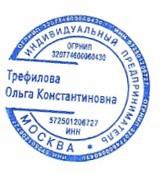 ИНДИВИДУАЛЬНЫЙ ПРЕДПРИНИМАТЕЛЬ
ОГРНИП
320774600060430
Трефилова
Ольга Константиновна
572501206727
ИНН
* МОСКВА *